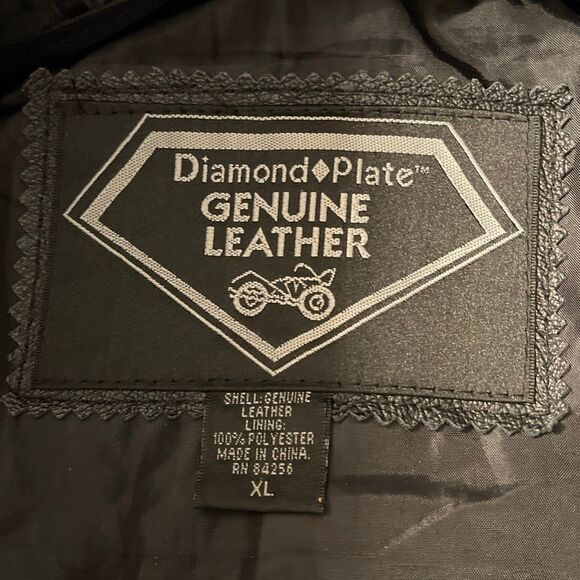 Diamond♦Plate™
GENUINE
LEATHER
SHELL:GENUINE
LEATHER
LINING:
100% POLYESTER
MADE IN CHINA.
RN 84256
XL